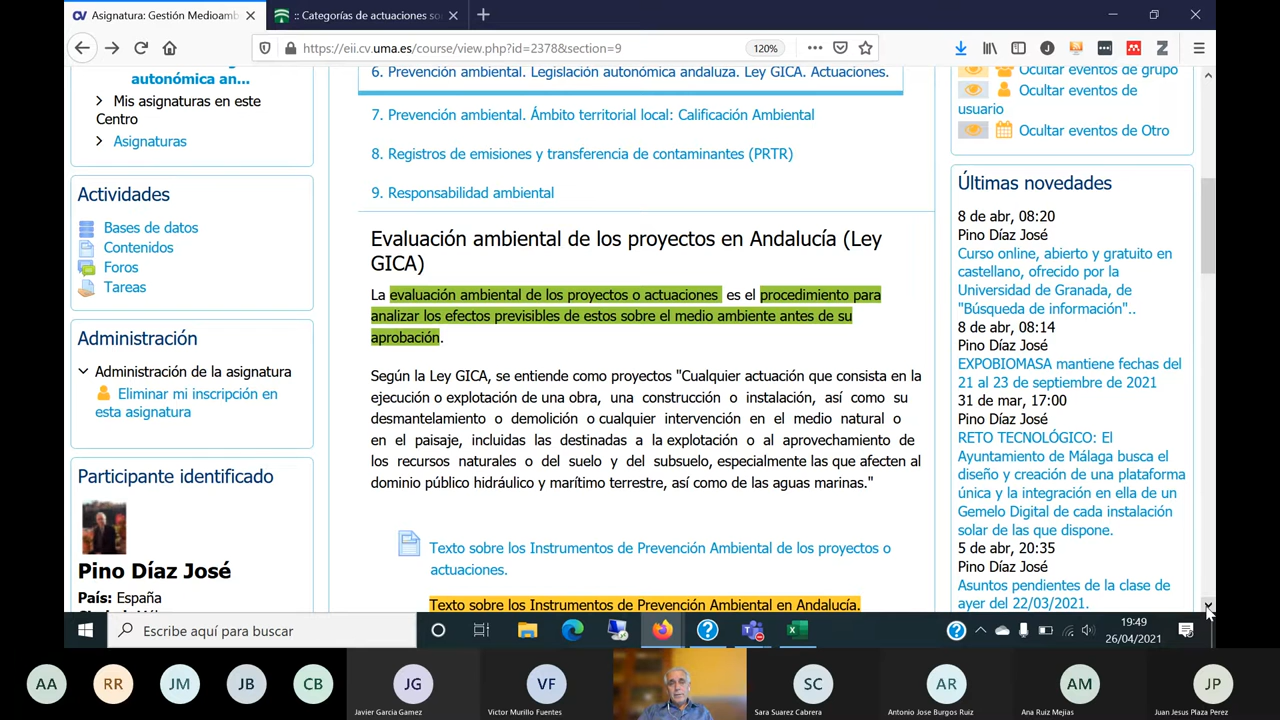 Asignatura: Gestión Medioamb
:: Categorías de actuaciones so
https://eii.cv.uma.es/course/view.php?id=2378&section=9
120%
autonómica an...
Mis asignaturas en este
Centro
Asignaturas
Actividades
Bases de datos
Contenidos
Foros
Tareas
Administración
Administración de la asignatura
Eliminar mi inscripción en
esta asignatura
Participante identificado
Pino Díaz José
País: España
6. Prevención ambiental. Legislación autonómica andaluza. Ley GICA. Actuaciones.
7. Prevención ambiental. Ámbito territorial local: Calificación Ambiental
8. Registros de emisiones y transferencia de contaminantes (PRTR)
9. Responsabilidad ambiental
Evaluación ambiental de los proyectos en Andalucía (Ley
GICA)
La evaluación ambiental de los proyectos o actuaciones es el procedimiento para
analizar los efectos previsibles de estos sobre el medio ambiente antes de su
aprobación.
Según la Ley GICA, se entiende como proyectos "Cualquier actuación que consista en la
ejecución o explotación de una obra, una construcción o instalación, así como su
desmantelamiento o demolición o cualquier intervención en el medio natural o
en el paisaje, incluidas las destinadas a la explotación o al aprovechamiento de
los recursos naturales o del suelo y del subsuelo, especialmente las que afecten al
dominio público hidráulico y marítimo terrestre, así como de las aguas marinas."
Texto sobre los Instrumentos de Prevención Ambiental de los proyectos o
actuaciones.
Texto sobre los Instrumentos de Prevención Ambiental en Andalucía.
Ocultar eventos de grupo
Ocultar eventos de
usuario
Ocultar eventos de Otro
Últimas novedades
8 de abr, 08:20
Pino Díaz José
Curso online, abierto y gratuito en
castellano, ofrecido por la
Universidad de Granada, de
"Búsqueda de información"..
8 de abr, 08:14
Pino Díaz José
EXPOBIOMASA mantiene fechas del
21 al 23 de septiembre de 2021
31 de mar, 17:00
Pino Díaz José
RETO TECNOLÓGICO: El
Ayuntamiento de Málaga busca el
diseño y creación de una plataforma
única y la integración en ella de un
Gemelo Digital de cada instalación
solar de las que dispone.
5 de abr, 20:35
Pino Díaz José
Asuntos pendientes de la clase de
ayer del 22/03/2021.
Escribe aquí para buscar
19:49
26/04/2021
AA
RR
JM
JB
CB
JG
Javier Garcia Gamez
VF
Victor Murillo Fuentes
SC
Sara Suarez Cabrera
AR
Antonio Jose Burgos Ruiz
AM
Ana Ruiz Mejias
JP
Juan Jesus Plaza Perez